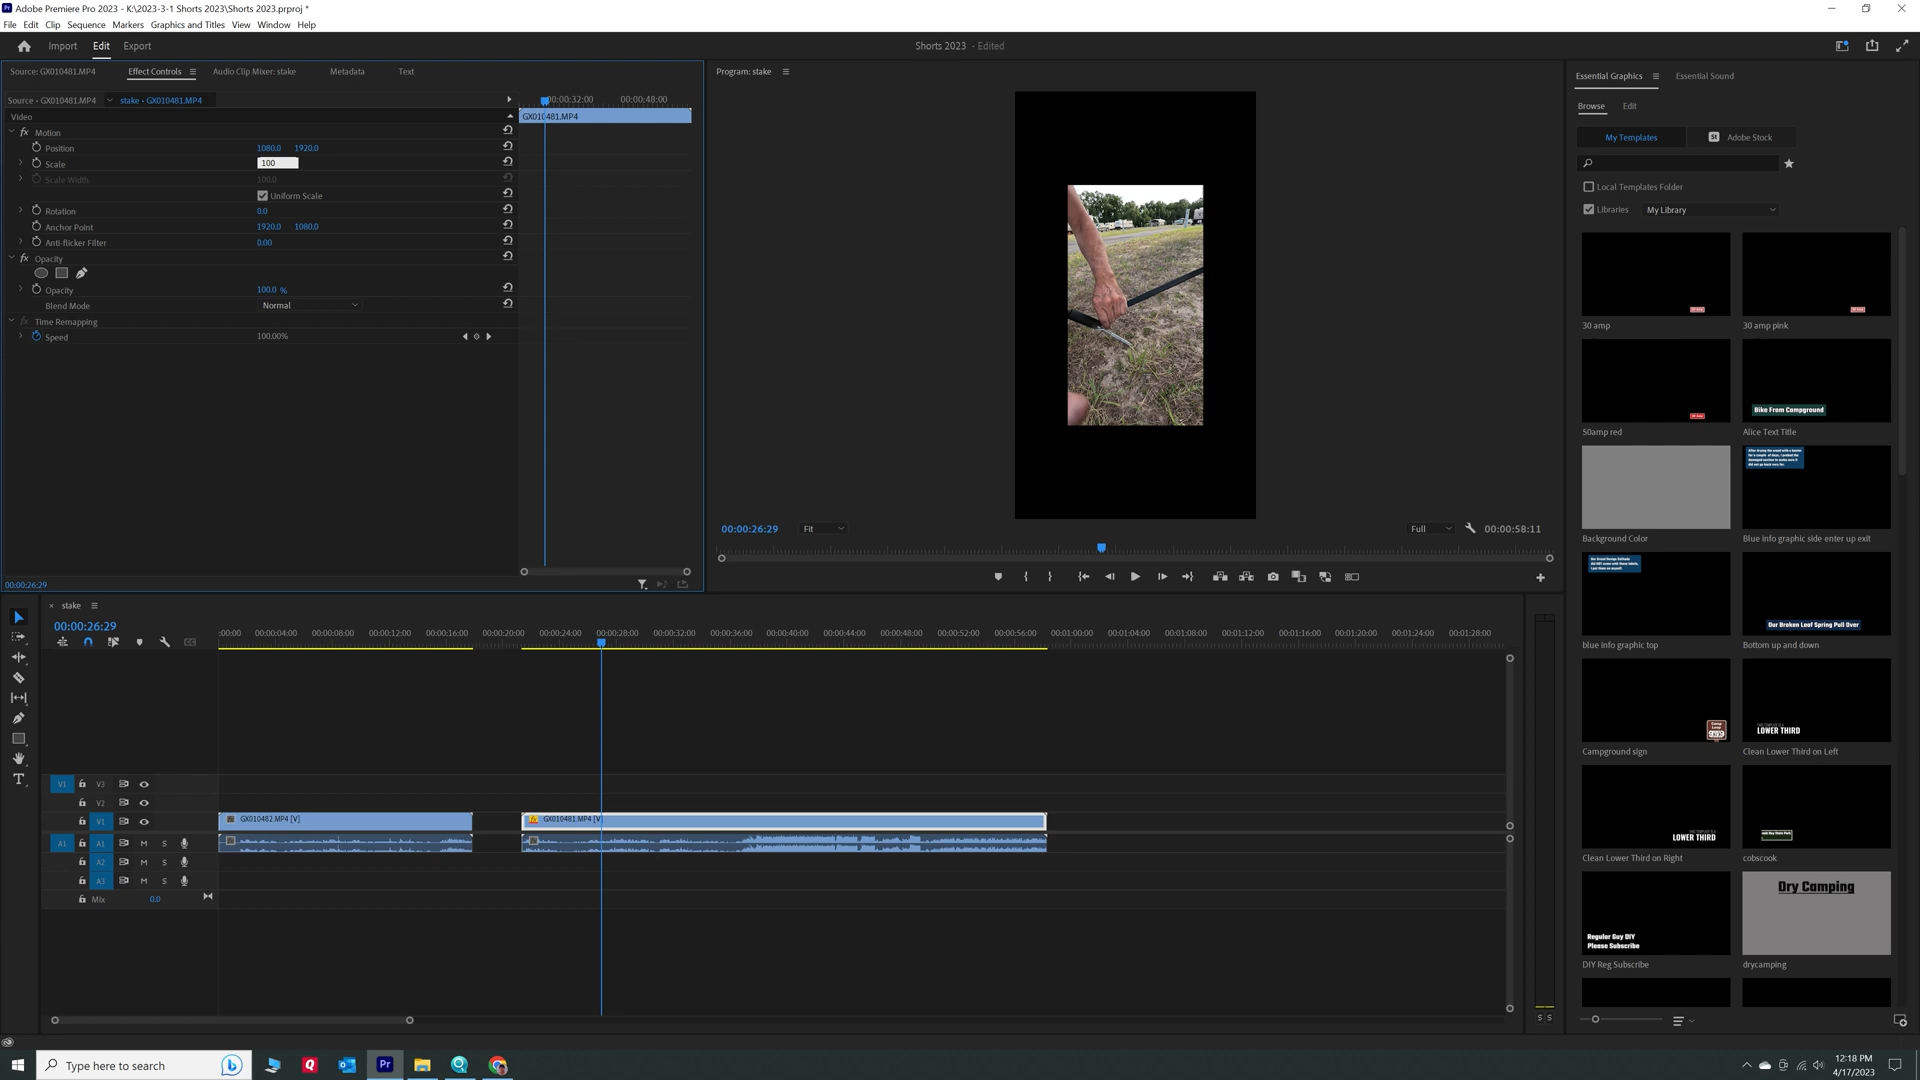 Adobe Premiere Pro 2023 - K:\2023-3-1 Shorts 2023\Shorts 2023.prproj *
File Edit Clip Sequence Markers Graphics and Titles View Window Help
Import Edit Export
Shorts 2023 - Edited
Source: GX010481.MP4 Effect Controls Audio Clip Mixer: stake Metadata Text
Source • GX010481.MP4 stake • GX010481.MP4
00:00:32:00 00:00:48:00
Video
GX010481.MP4
fx Motion
Position 1080.0 1920.0
Scale 100
Scale Width 100.0
Uniform Scale
Rotation 0.0
Anchor Point 1920.0 1080.0
Anti-flicker Filter 0.00
fx Opacity
Opacity 100.0 %
Blend Mode Normal
fx Time Remapping
Speed 100.00%
00:00:26:29
Program: stake
00:00:26:29 Fit Full 00:00:58:11
Essential Graphics Essential Sound
Browse Edit
My Templates St Adobe Stock
Local Templates Folder
Libraries My Library
30 amp 30 amp pink
Bike From Campground
50amp red Alice Text Title
Background Color Blue info graphic side enter up exit
Our Broken Leaf Spring Pull Over
blue info graphic top Bottom up and down
LOWER THIRD
Campground sign Clean Lower Third on Left
LOWER THIRD
Clean Lower Third on Right cobscook
Dry Camping
Regular Guy DIY
Please Subscribe
DIY Reg Subscribe drycamping
stake
00:00:26:29
:00:00 00:00:04:00 00:00:08:00 00:00:12:00 00:00:16:00 00:00:20:00 00:00:24:00 00:00:28:00 00:00:32:00 00:00:36:00 00:00:40:00 00:00:44:00 00:00:48:00 00:00:52:00 00:00:56:00 00:01:00:00 00:01:04:00 00:01:08:00 00:01:12:00 00:01:16:00 00:01:20:00 00:01:24:00 00:01:28:00
V1 V3
V2
V1 GX010482.MP4 [V] GX010481.MP4 [V]
A1 A1 M S
A2 M S
A3 M S
Mix 0.0
S S
Type here to search
Pr
12:18 PM
4/17/2023